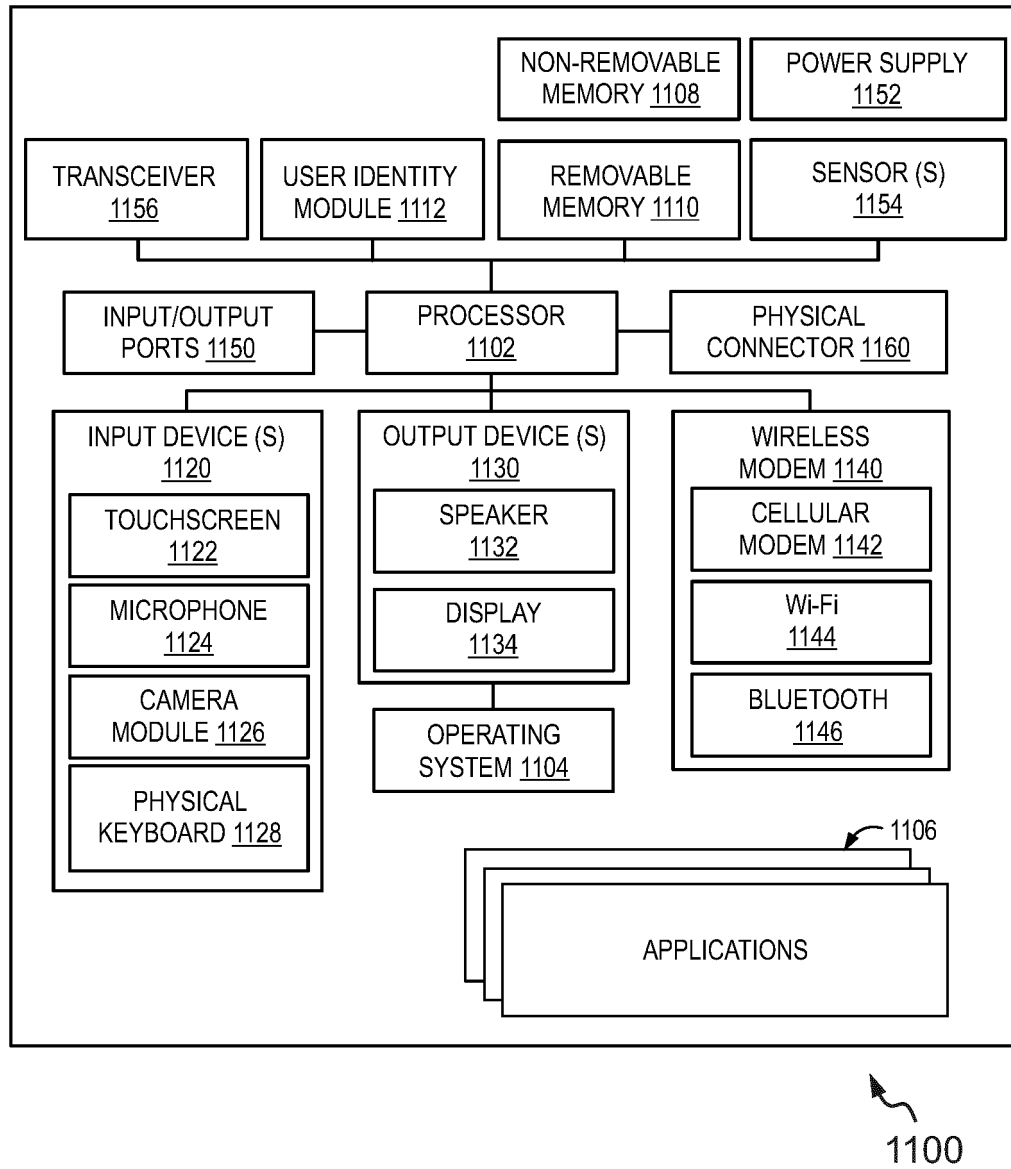 NON-REMOVABLE
MEMORY 1108
POWER SUPPLY
1152
TRANSCEIVER
1156
USER IDENTITY
MODULE 1112
REMOVABLE
MEMORY 1110
SENSOR (S)
1154
INPUT/OUTPUT
PORTS 1150
PROCESSOR
1102
PHYSICAL
CONNECTOR 1160
INPUT DEVICE (S)
1120
TOUCHSCREEN
1122
MICROPHONE
1124
CAMERA
MODULE 1126
PHYSICAL
KEYBOARD 1128
OUTPUT DEVICE (S)
1130
SPEAKER
1132
DISPLAY
1134
OPERATING
SYSTEM 1104
WIRELESS
MODEM 1140
CELLULAR
MODEM 1142
Wi-Fi
1144
BLUETOOTH
1146
1106
APPLICATIONS
1100